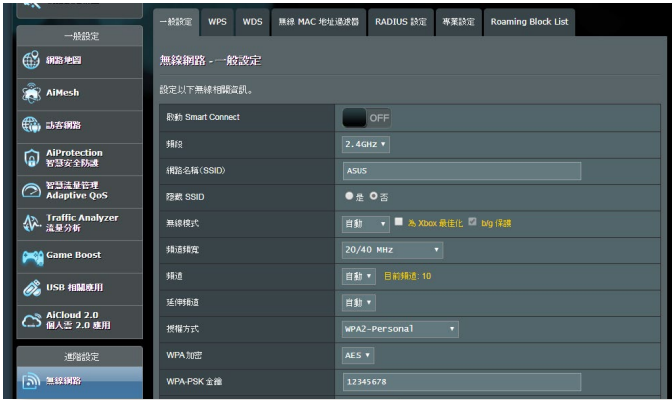 一般設定
WPS
WDS
無線 MAC 地址過濾器
RADIUS 設定
專業設定
Roaming Block List
一般設定
網路地圖
AiMesh
訪客網路
AiProtection
智慧安全防護
智慧流量管理
Adaptive QoS
Traffic Analyzer
流量分析
Game Boost
USB 相關應用
AiCloud 2.0
個人雲 2.0 應用
進階設定
無線網路
無線網路 - 一般設定
設定以下無線相關資訊。
啟動 Smart Connect
OFF
頻段
2.4GHz
網路名稱(SSID)
ASUS
隱藏 SSID
是 否
無線模式
自動 為 Xbox 最佳化 b/g 保護
頻道頻寬
20/40 MHz
頻道
自動 目前頻道: 10
延伸頻道
自動
授權方式
WPA2-Personal
WPA 加密
AES
WPA-PSK 金鑰
12345678